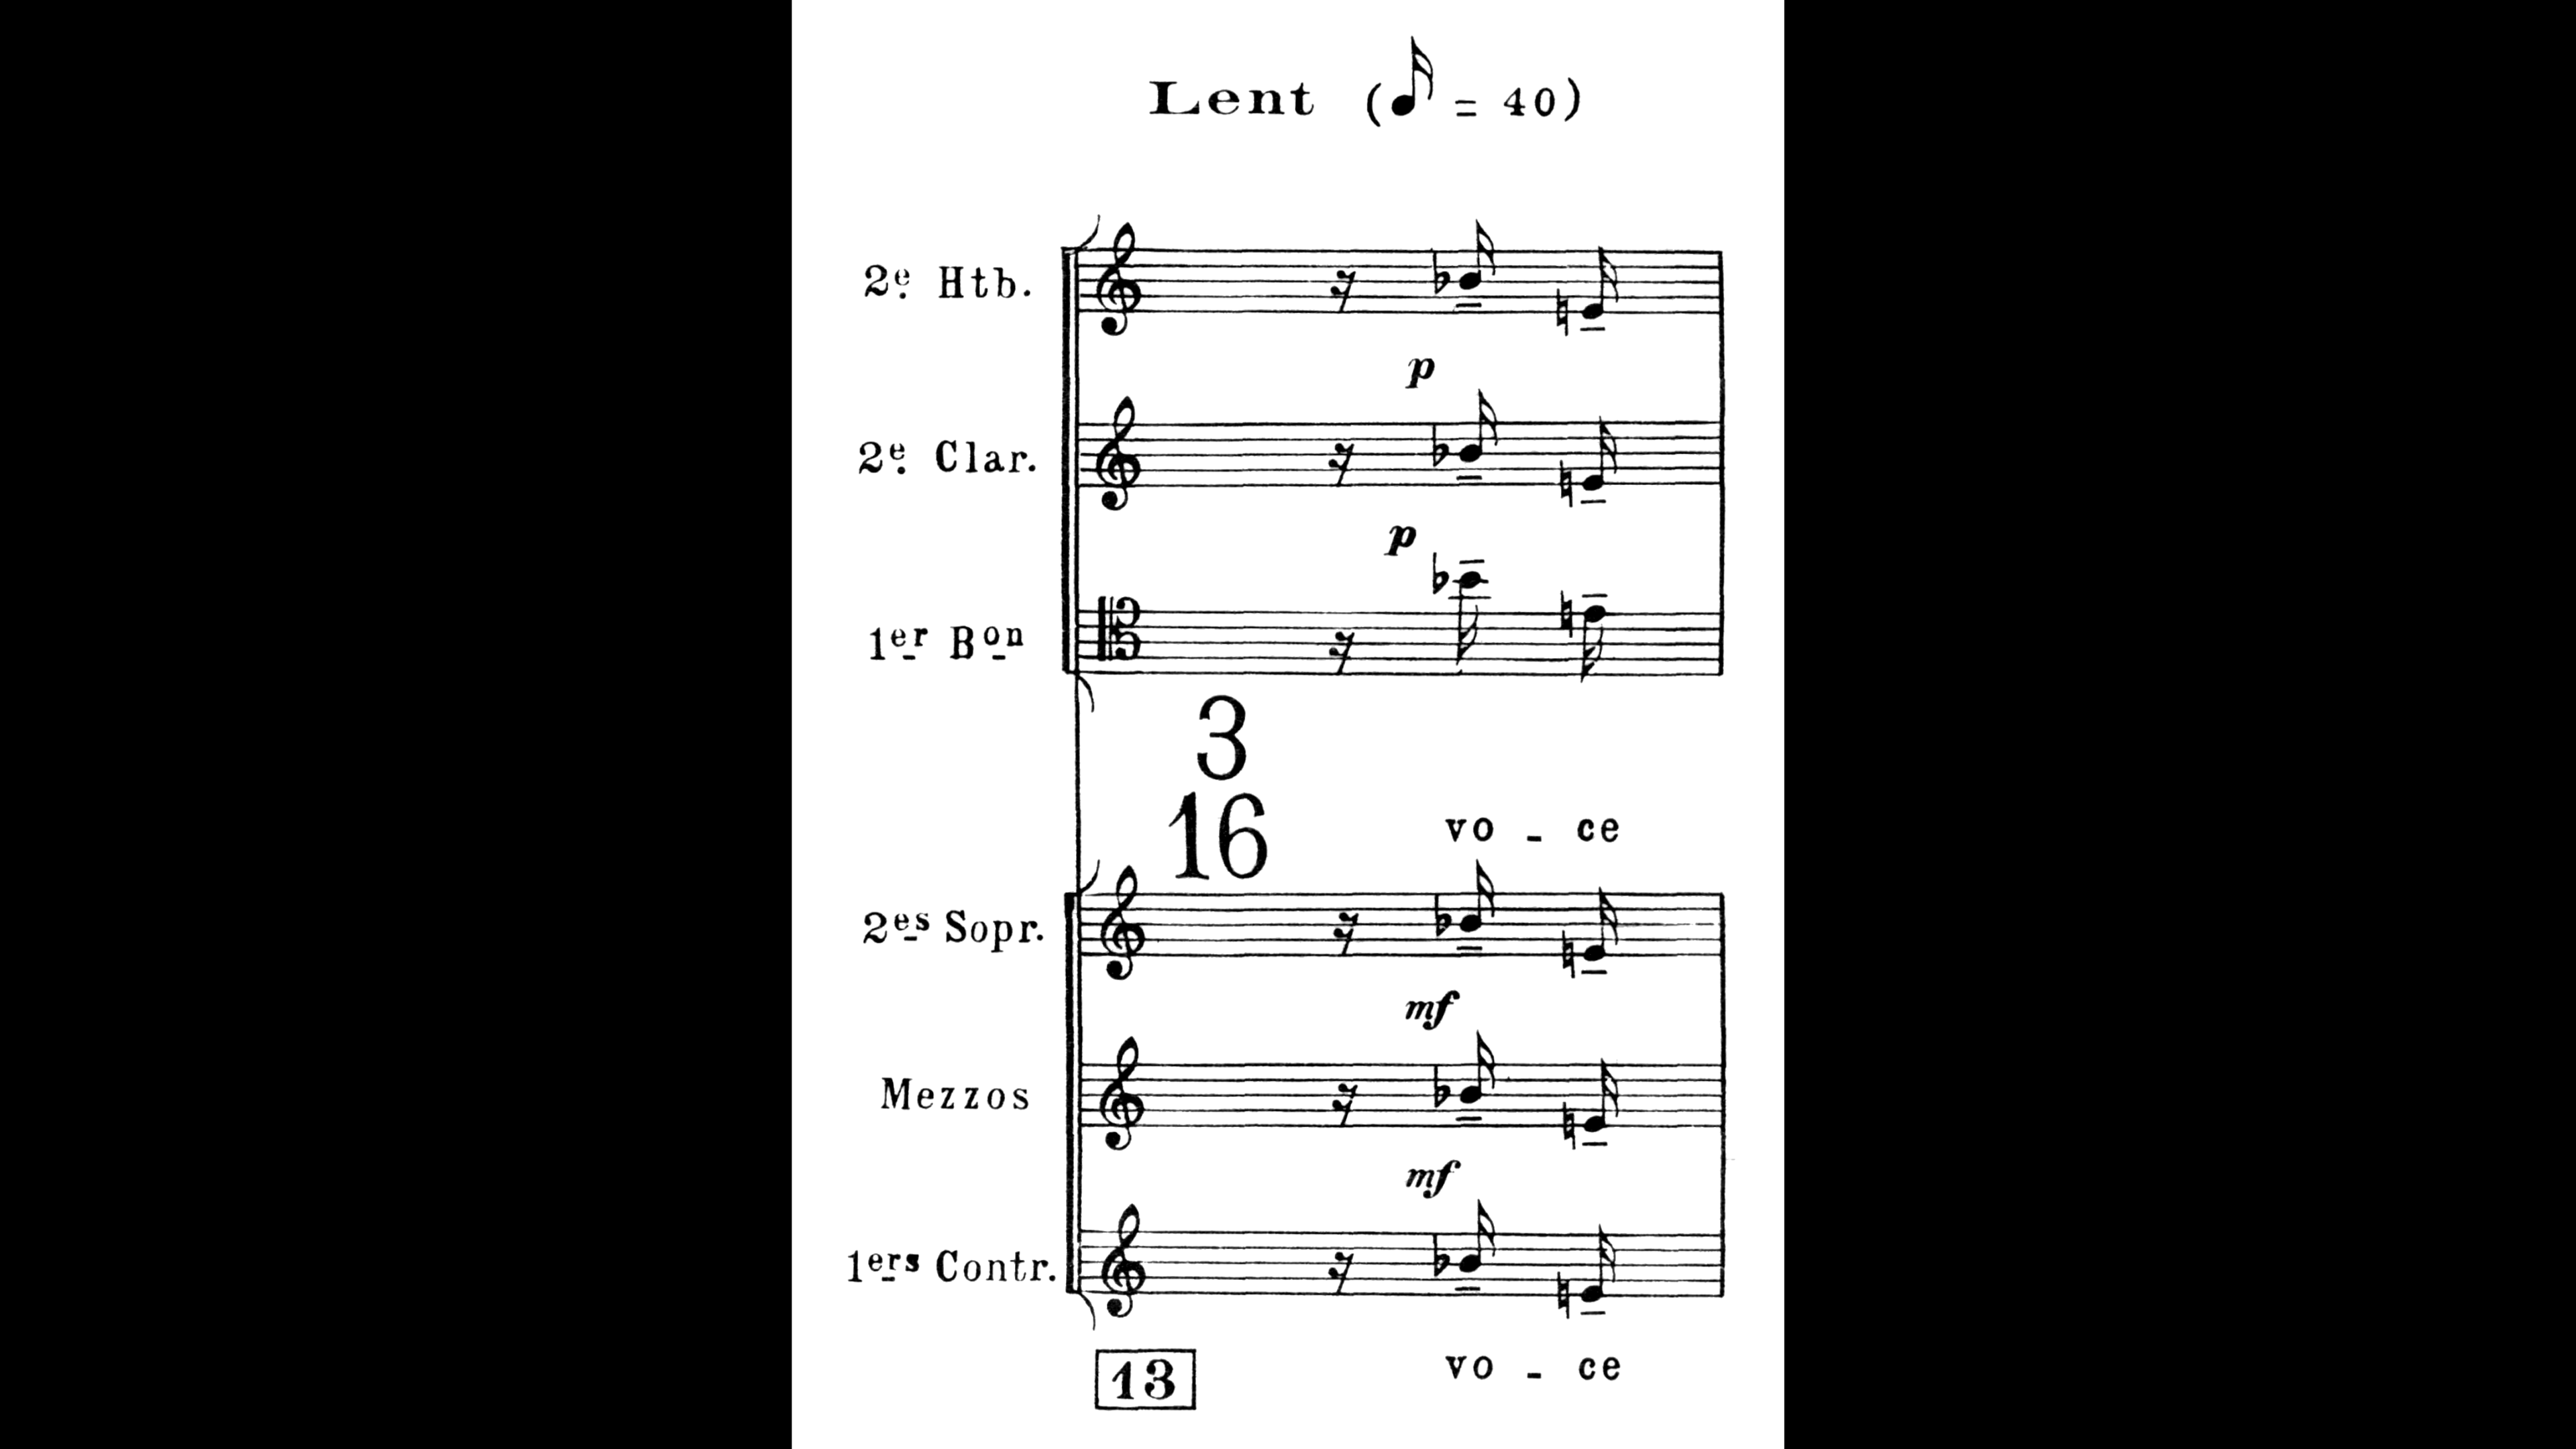 Lent (♪ = 40)
2e. Htb.
p
2e. Clar.
p
1er Bon
3
16
vo - ce
2es Sopr.
mf
Mezzos
mf
1ers Contr.
vo - ce
13